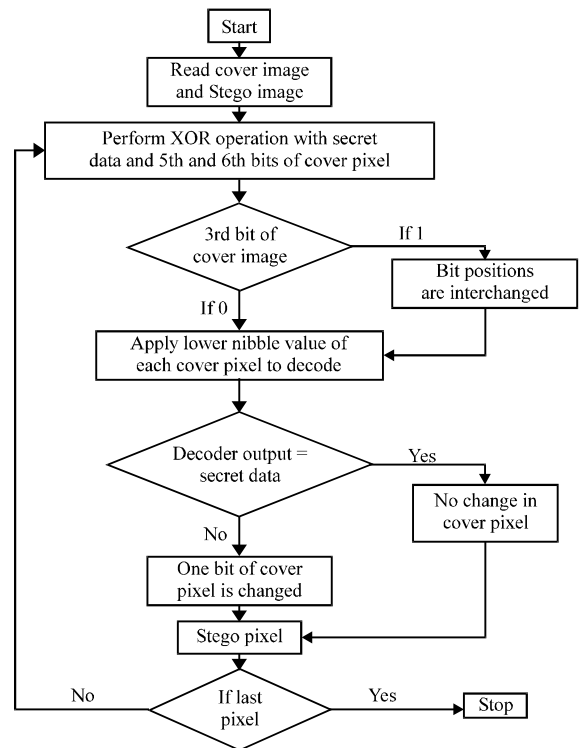 Start
Read cover image
and Stego image
Perform XOR operation with secret
data and 5th and 6th bits of cover pixel
3rd bit of
cover image
If 1
Bit positions
are interchanged
If 0
Apply lower nibble value of
each cover pixel to decode
Decoder output =
secret data
Yes
No change in
cover pixel
No
One bit of cover
pixel is changed
Stego pixel
No
If last
pixel
Yes
Stop